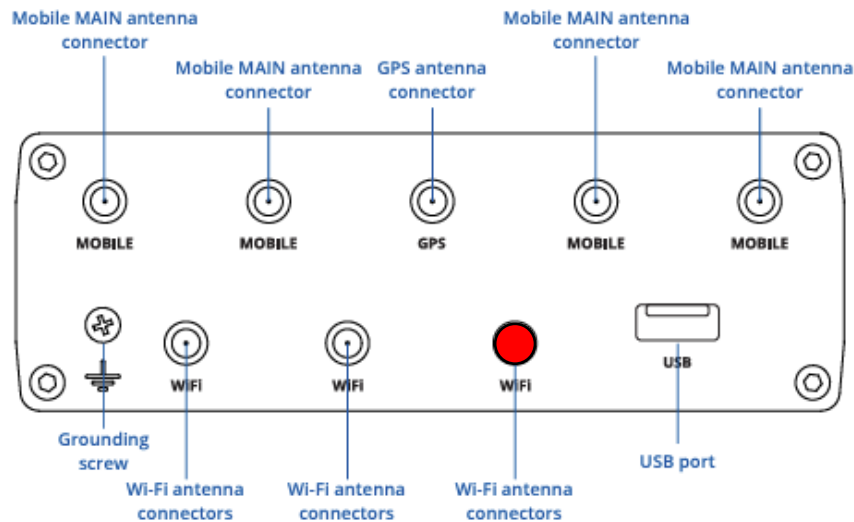 Mobile MAIN antenna
connector
Mobile MAIN antenna
connector
GPS antenna
connector
Mobile MAIN antenna
connector
Mobile MAIN antenna
connector
MOBILE
MOBILE
GPS
MOBILE
MOBILE
WiFi
WiFi
WiFi
USB
Grounding
screw
Wi-Fi antenna
connectors
Wi-Fi antenna
connectors
Wi-Fi antenna
connectors
USB port